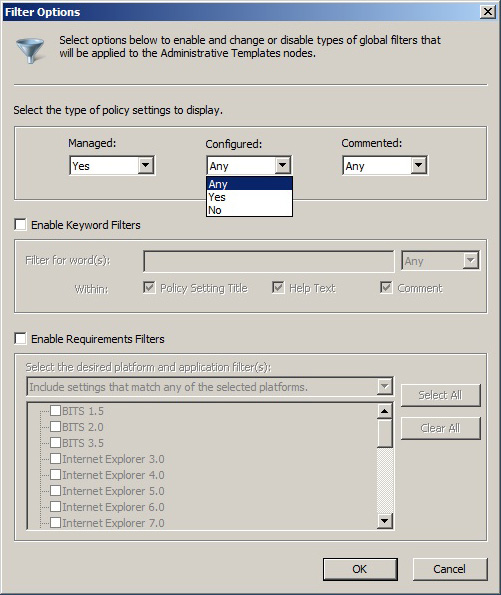 Filter Options
Select options below to enable and change or disable types of global filters that
will be applied to the Administrative Templates nodes.
Select the type of policy settings to display.
Managed: Configured: Commented:
Yes Any Any
Any
Yes
No
Enable Keyword Filters
Filter for word(s): Any
Within: Policy Setting Title Help Text Comment
Enable Requirements Filters
Select the desired platform and application filter(s):
Include settings that match any of the selected platforms. Select All
BITS 1.5
BITS 2.0 Clear All
BITS 3.5
Internet Explorer 3.0
Internet Explorer 4.0
Internet Explorer 5.0
Internet Explorer 6.0
Internet Explorer 7.0
OK Cancel